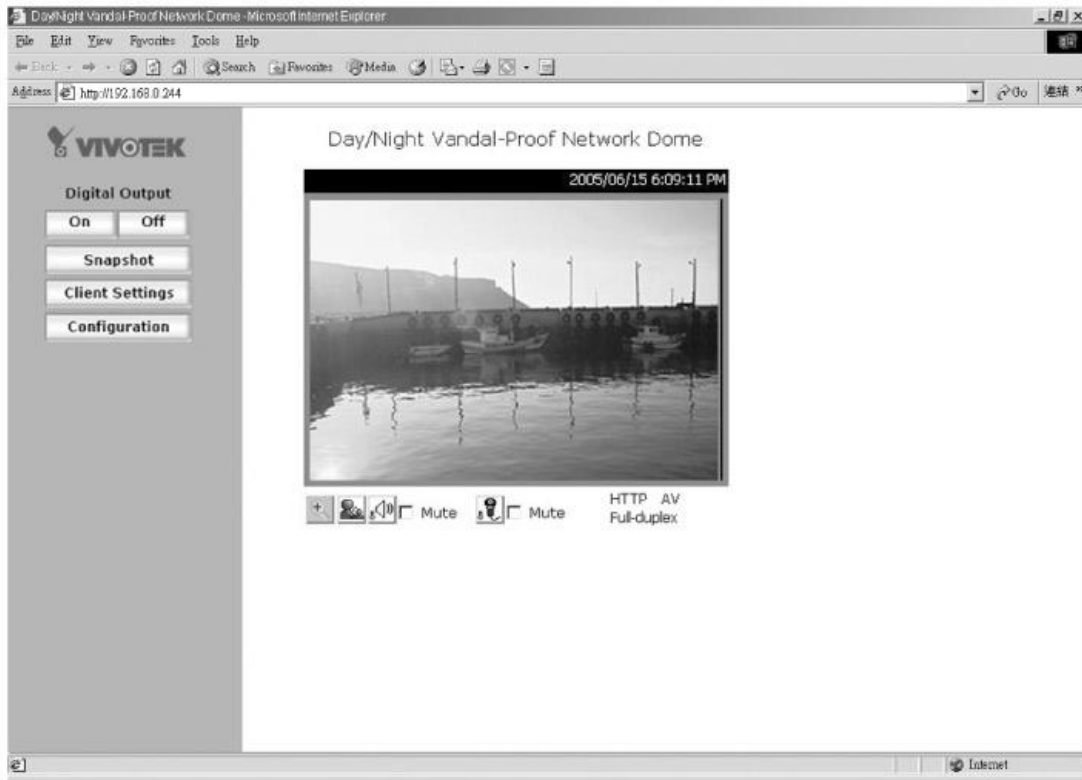 Day/Night Vandal-Proof Network Dome - Microsoft Internet Explorer
File Edit View Favorites Tools Help
Back Search Favorites Media
Address http://192.168.0.244 Go 連結 »
VIVOTEK
Day/Night Vandal-Proof Network Dome
2005/06/15 6:09:11 PM
Digital Output
On Off
Snapshot
Client Settings
Configuration
Mute Mute
HTTP AV
Full-duplex
Internet